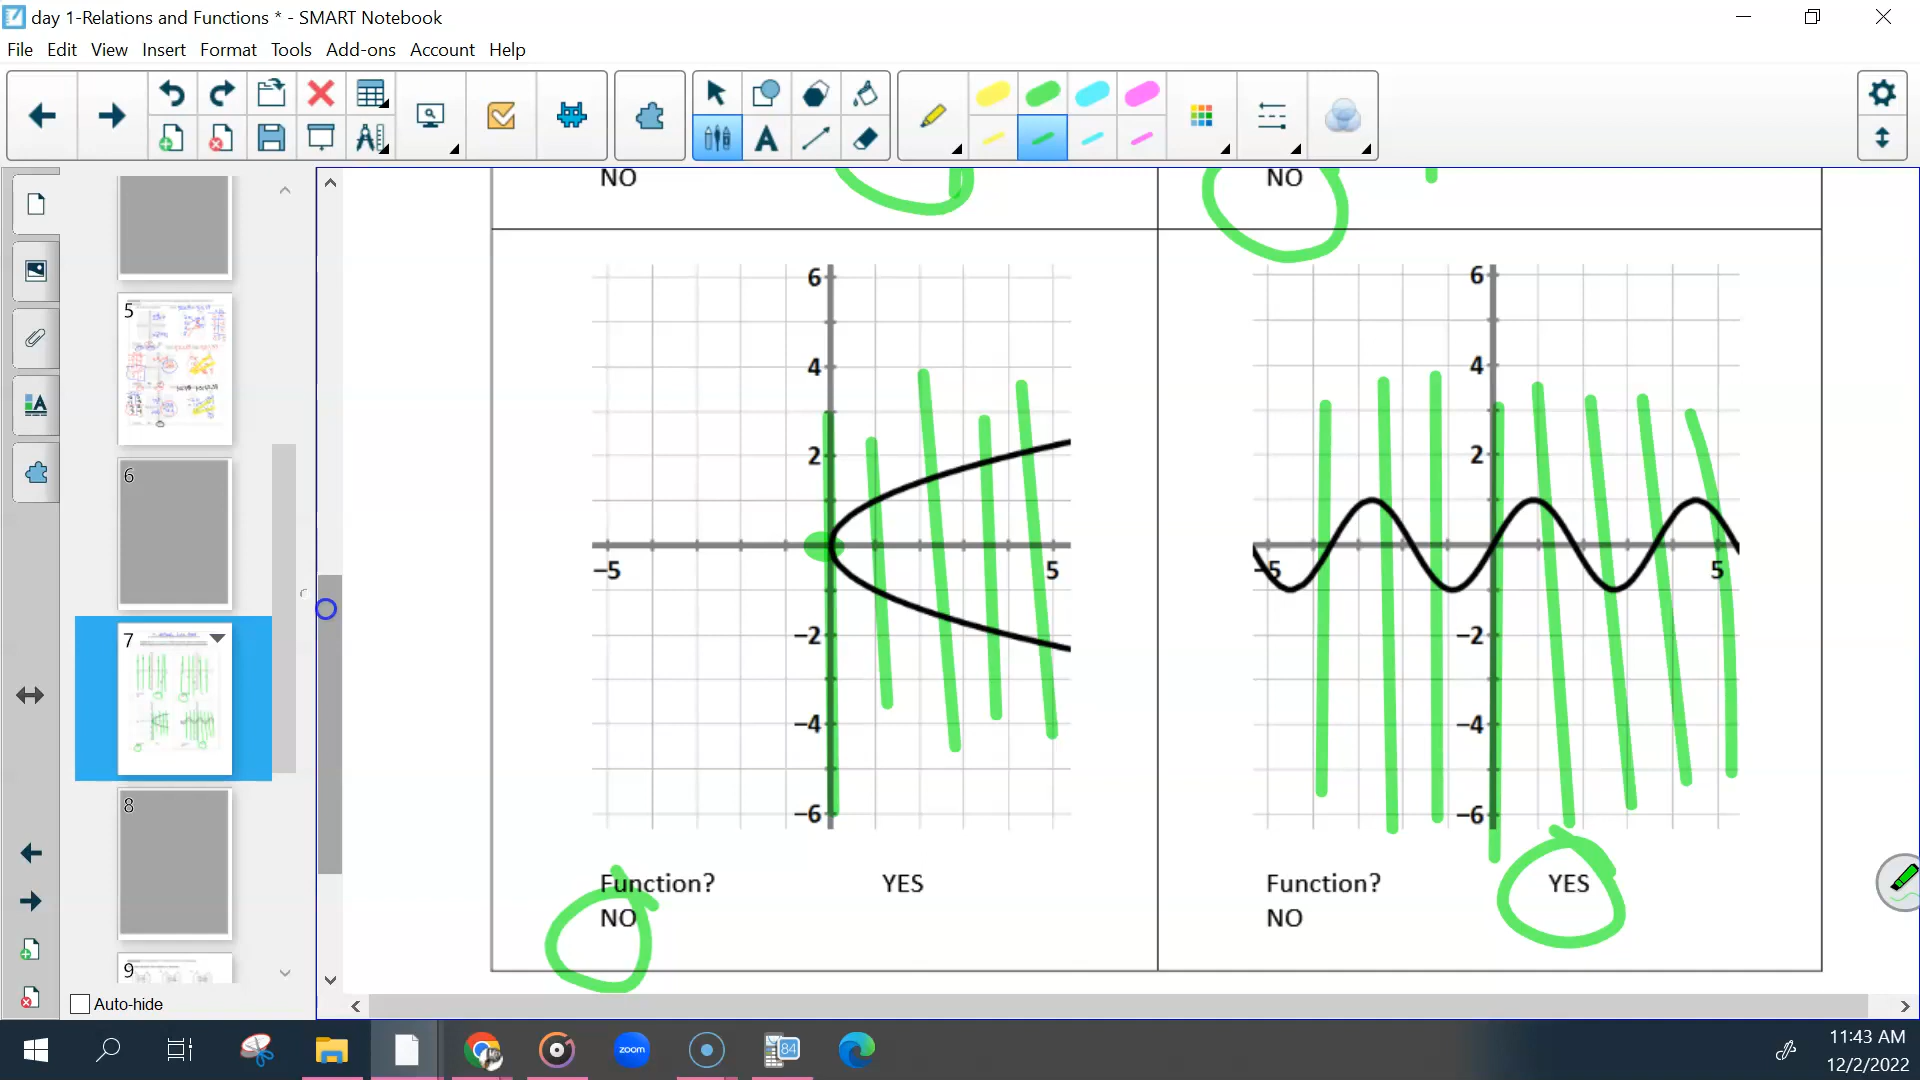 day 1-Relations and Functions * - SMART Notebook
File Edit View Insert Format Tools Add-ons Account Help
NO
NO
5
6
7
8
9
6
4
2
-5
5
-2
-4
-6
6
4
2
-5
5
-2
-4
-6
Function? YES
NO
Function? YES
NO
Auto-hide
zoom
84
11:43 AM
12/2/2022